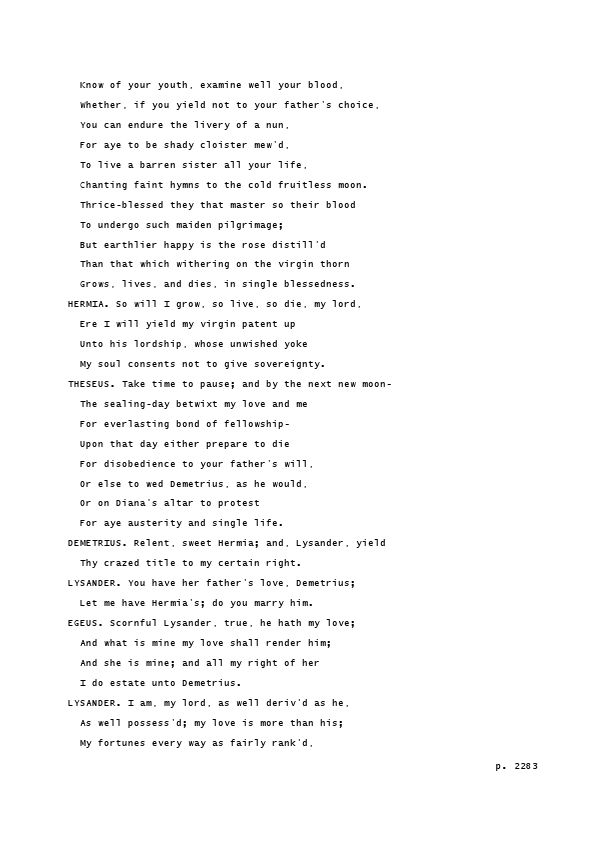 Know of your youth, examine well your blood,
Whether, if you yield not to your father's choice,
You can endure the livery of a nun,
For aye to be shady cloister mew'd,
To live a barren sister all your life,
Chanting faint hymns to the cold fruitless moon.
Thrice-blessed they that master so their blood
To undergo such maiden pilgrimage;
But earthlier happy is the rose distill'd
Than that which withering on the virgin thorn
Grows, lives, and dies, in single blessedness.
HERMIA. So will I grow, so live, so die, my lord,
Ere I will yield my virgin patent up
Unto his lordship, whose unwished yoke
My soul consents not to give sovereignty.
THESEUS. Take time to pause; and by the next new moon-
The sealing-day betwixt my love and me
For everlasting bond of fellowship-
Upon that day either prepare to die
For disobedience to your father's will,
Or else to wed Demetrius, as he would,
Or on Diana's altar to protest
For aye austerity and single life.
DEMETRIUS. Relent, sweet Hermia; and, Lysander, yield
Thy crazed title to my certain right.
LYSANDER. You have her father's love, Demetrius;
Let me have Hermia's; do you marry him.
EGEUS. Scornful Lysander, true, he hath my love;
And what is mine my love shall render him;
And she is mine; and all my right of her
I do estate unto Demetrius.
LYSANDER. I am, my lord, as well deriv'd as he,
As well possess'd; my love is more than his;
My fortunes every way as fairly rank'd,
p. 2283